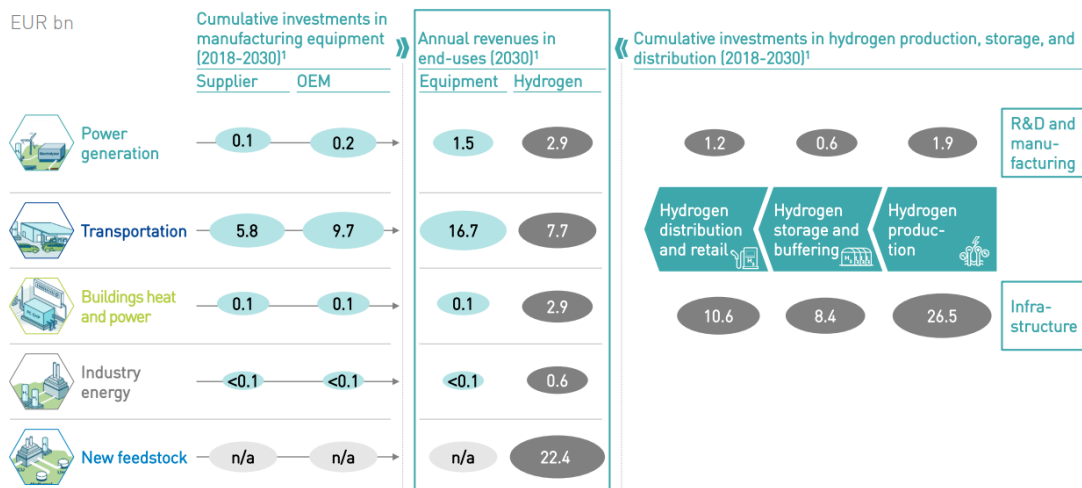 EUR bn
Cumulative investments in
manufacturing equipment
(2018-2030)¹
Supplier OEM
Annual revenues in
end-uses (2030)¹
Equipment Hydrogen
Cumulative investments in hydrogen production, storage, and
distribution (2018-2030)¹
Power
generation
0.1 0.2 1.5 2.9
1.2 0.6 1.9
R&D and
manu-
facturing
Transportation
5.8 9.7 16.7 7.7
Hydrogen
distribution
and retail
Hydrogen
storage and
buffering
Hydrogen
produc-
tion
Buildings heat
and power
0.1 0.1 0.1 2.9
10.6 8.4 26.5
Infra-
structure
Industry
energy
<0.1 <0.1 <0.1 0.6
New feedstock
n/a n/a n/a 22.4